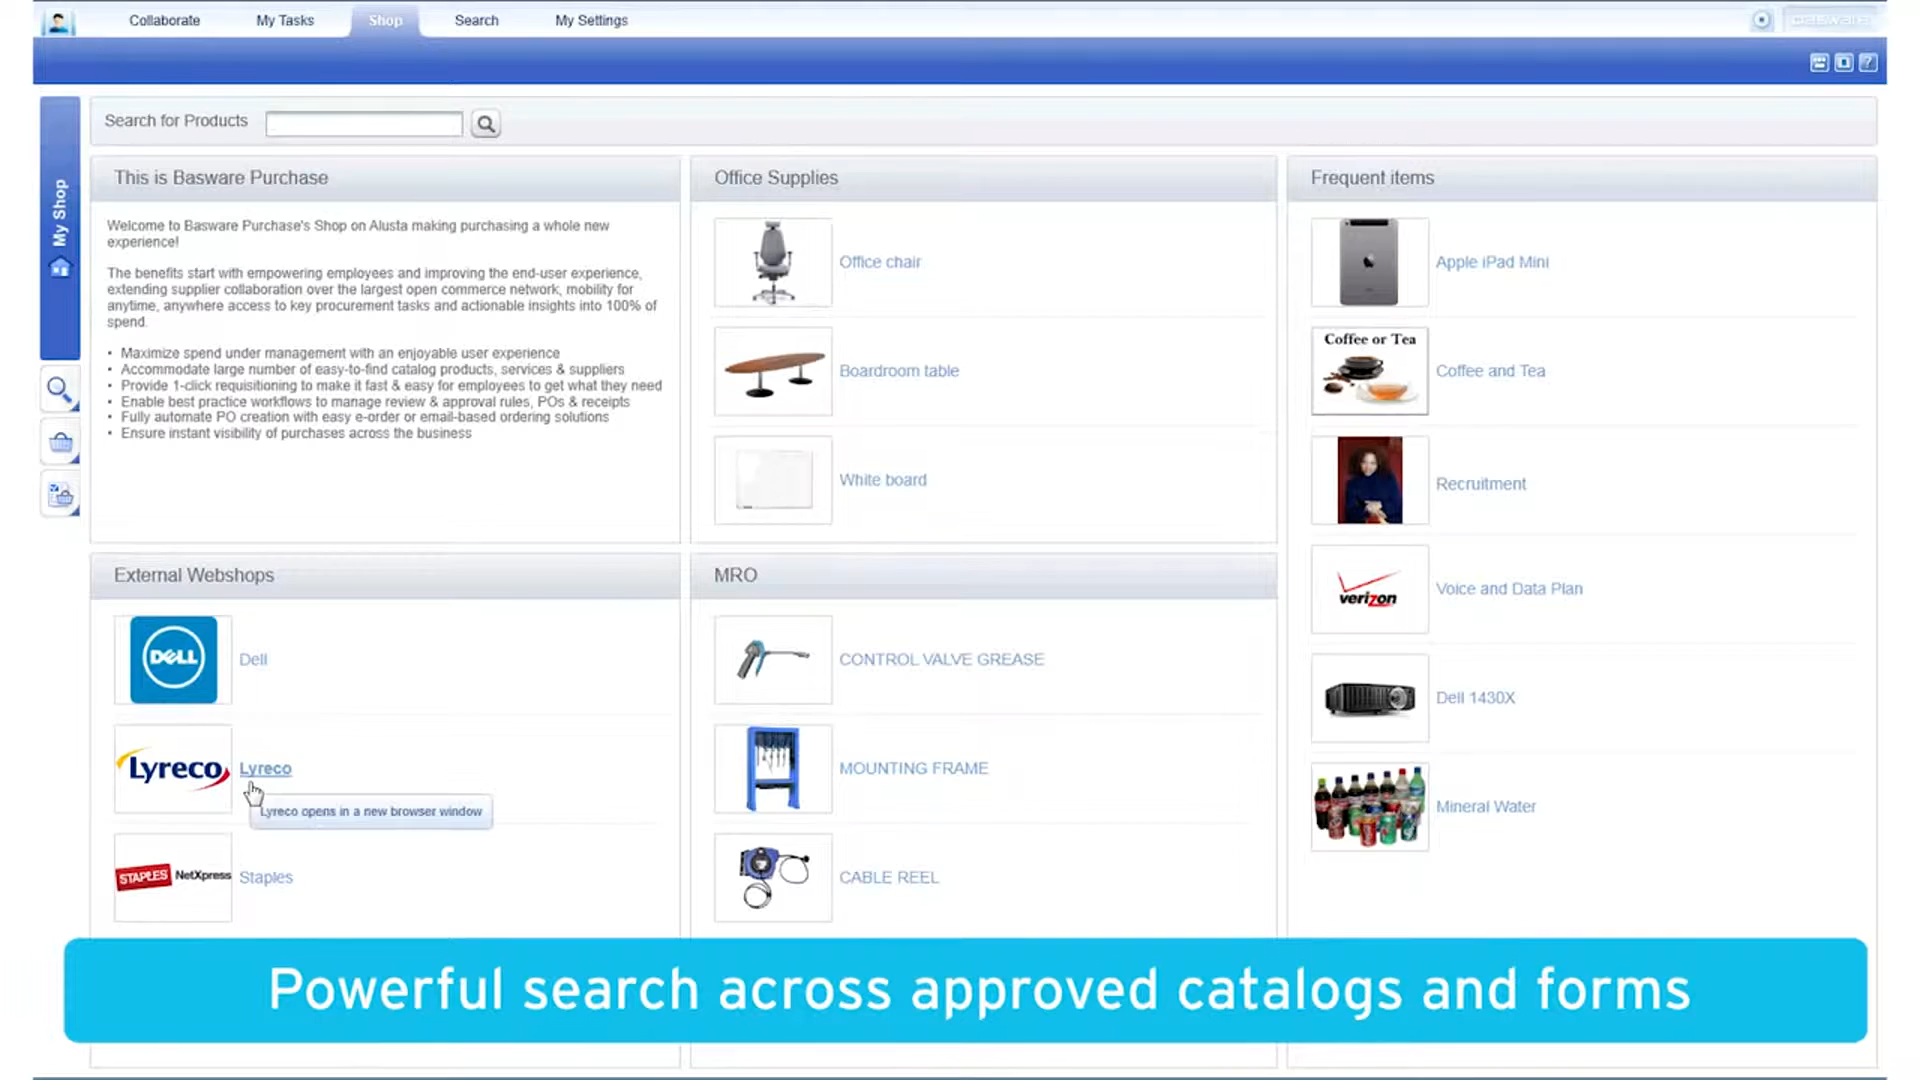 Collaborate
My Tasks
Shop
Search
My Settings
basware
Search for Products
My Shop
This is Basware Purchase
Welcome to Basware Purchase's Shop on Alusta making purchasing a whole new
experience!
The benefits start with empowering employees and improving the end-user experience,
extending supplier collaboration over the largest open commerce network, mobility for
anytime, anywhere access to key procurement tasks and actionable insights into 100% of
spend.
• Maximize spend under management with an enjoyable user experience
• Accommodate large number of easy-to-find catalog products, services & suppliers
• Provide 1-click requisitioning to make it fast & easy for employees to get what they need
• Enable best practice workflows to manage review & approval rules, POs & receipts
• Fully automate PO creation with easy e-order or email-based ordering solutions
• Ensure instant visibility of purchases across the business
Office Supplies
Office chair
Boardroom table
White board
Frequent items
Apple iPad Mini
Coffee or Tea
Coffee and Tea
Recruitment
verizon
Voice and Data Plan
Dell 1430X
Mineral Water
External Webshops
DELL
Dell
Lyreco
Lyreco
Lyreco opens in a new browser window
STAPLES NetXpress
Staples
MRO
CONTROL VALVE GREASE
MOUNTING FRAME
CABLE REEL
Powerful search across approved catalogs and forms